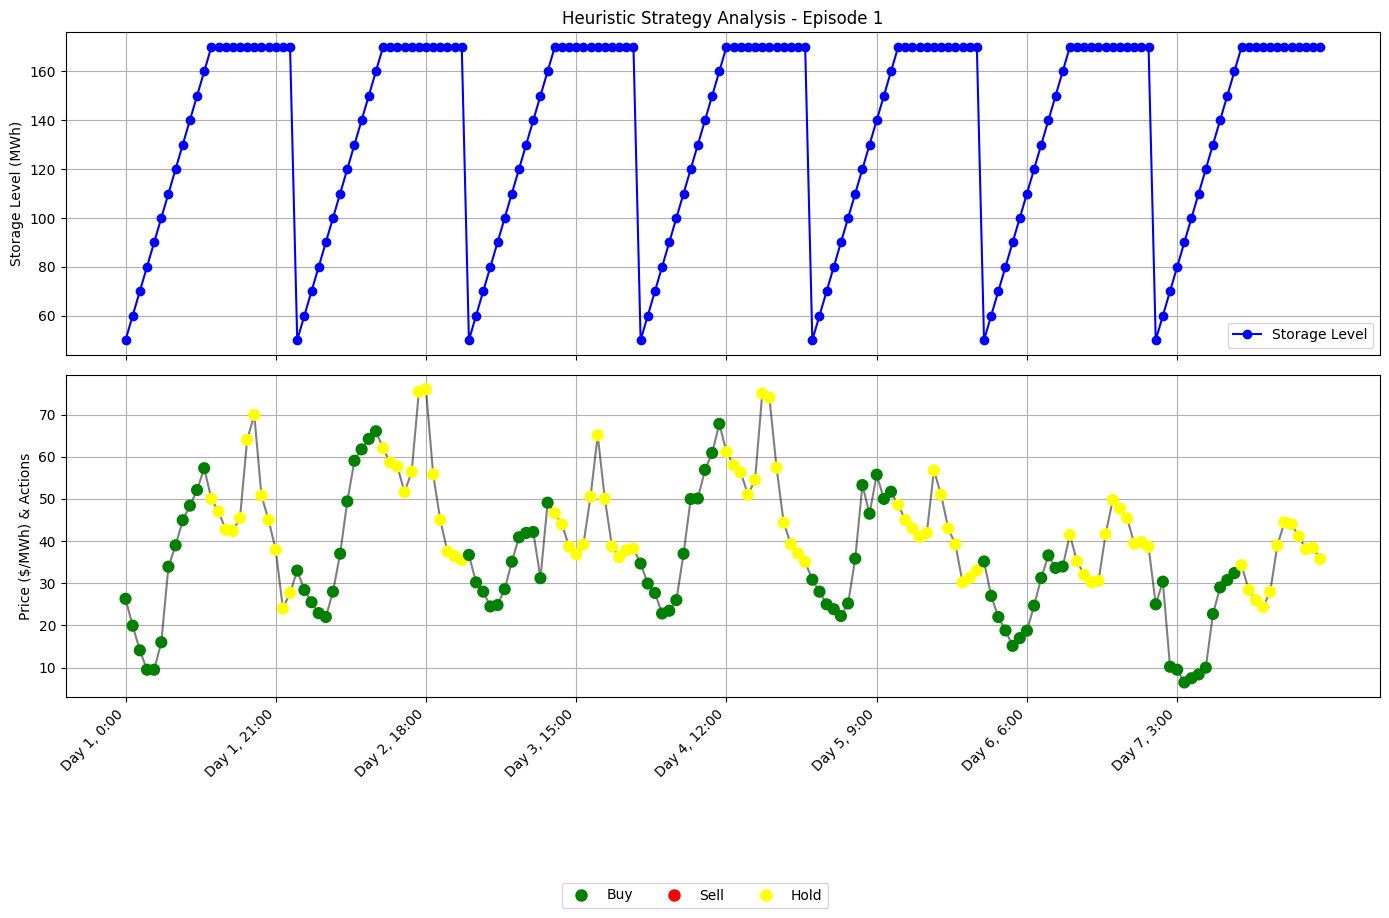 Heuristic Strategy Analysis - Episode 1
Storage Level (MWh)
160
140
120
100
80
60
Storage Level
Price ($/MWh) & Actions
70
60
50
40
30
20
10
Day 1, 0:00
Day 1, 21:00
Day 2, 18:00
Day 3, 15:00
Day 4, 12:00
Day 5, 9:00
Day 6, 6:00
Day 7, 3:00
Buy Sell Hold